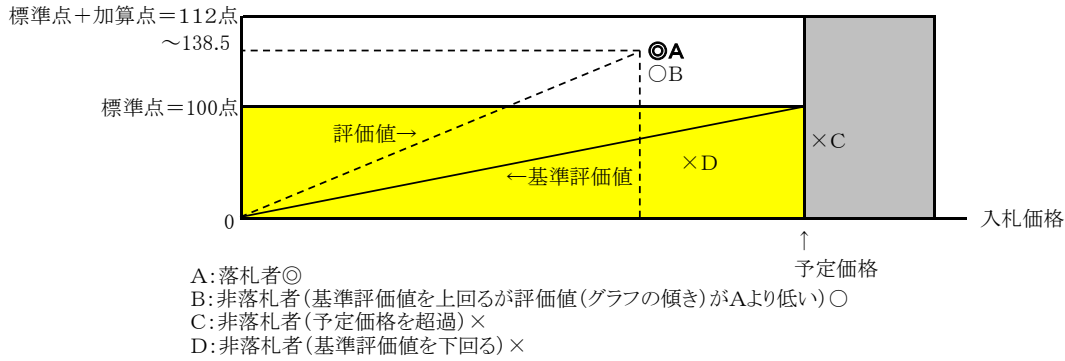 標準点＋加算点＝112点
～138.5
◎A
○B
標準点＝100点
評価値→
×C
×D
←基準評価値
0
入札価格
↑
予定価格
A：落札者◎
B：非落札者（基準評価値を上回るが評価値（グラフの傾き）がAより低い）○
C：非落札者（予定価格を超過）×
D：非落札者（基準評価値を下回る）×